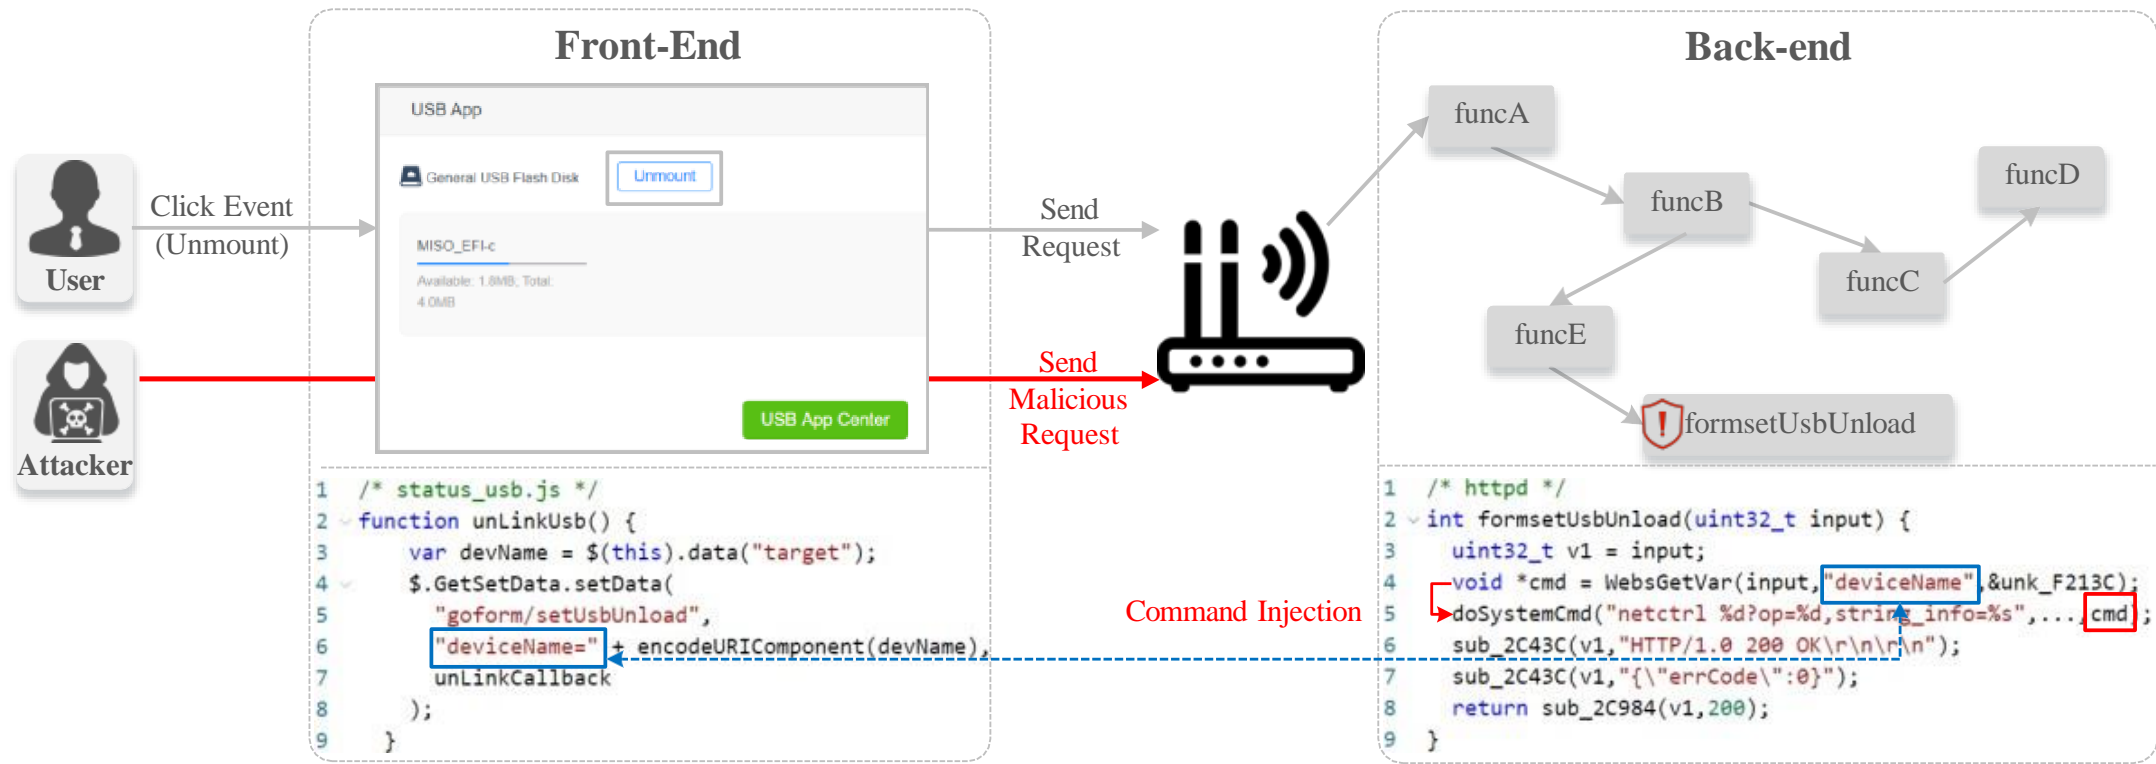 Front-End
Back-end
USB App
General USB Flash Disk
Unmount
MISO_EFI-c
Available: 1.8MB; Total:
4.0MB
USB App Center
User
Attacker
Click Event
(Unmount)
Send
Request
Send
Malicious
Request
funcA
funcB
funcD
funcC
funcE
formsetUsbUnload
Command Injection
1 /* status_usb.js */
2 function unLinkUsb() {
3 var devName = $(this).data("target");
4 $.GetSetData.setData(
5 "goform/setUsbUnload",
6 "deviceName=" + encodeURIComponent(devName),
7 unLinkCallback
8 );
9 }
1 /* httpd */
2 int formsetUsbUnload(uint32_t input) {
3 uint32_t v1 = input;
4 void *cmd = WebsGetVar(input,"deviceName",&unk_F213C);
5 doSystemCmd("netctrl %d?op=%d,string_info=%s",...,cmd);
6 sub_2C43C(v1,"HTTP/1.0 200 OK\r\n\r\n");
7 sub_2C43C(v1,"{\"errCode\":0}");
8 return sub_2C984(v1,200);
9 }